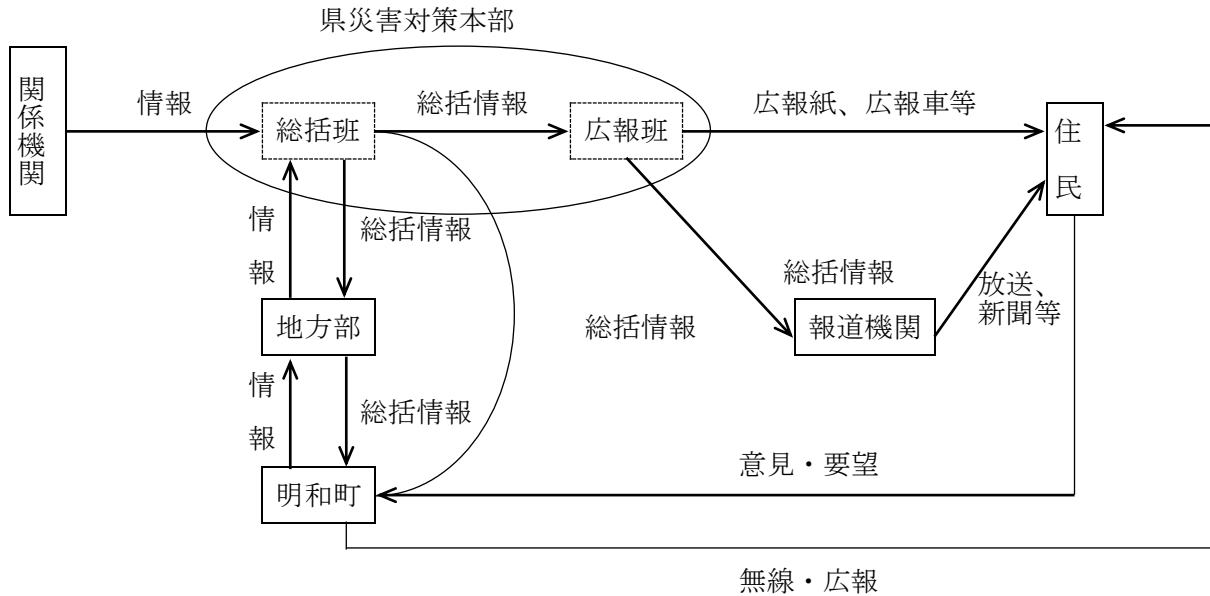 県災害対策本部
関係機関
情報
総括班
総括情報
広報班
広報紙、広報車等
住民
情報
総括情報
総括情報
放送、
新聞等
地方部
総括情報
報道機関
情報
総括情報
意見・要望
明和町
無線・広報